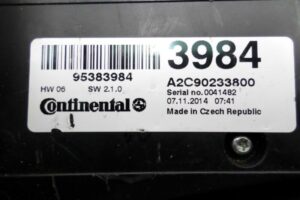 3984
95383984
A2C90233800
HW 06 SW 2.1.0
Serial no.0041482
07.11.2014 07:41
Continental
Made in Czech Republic